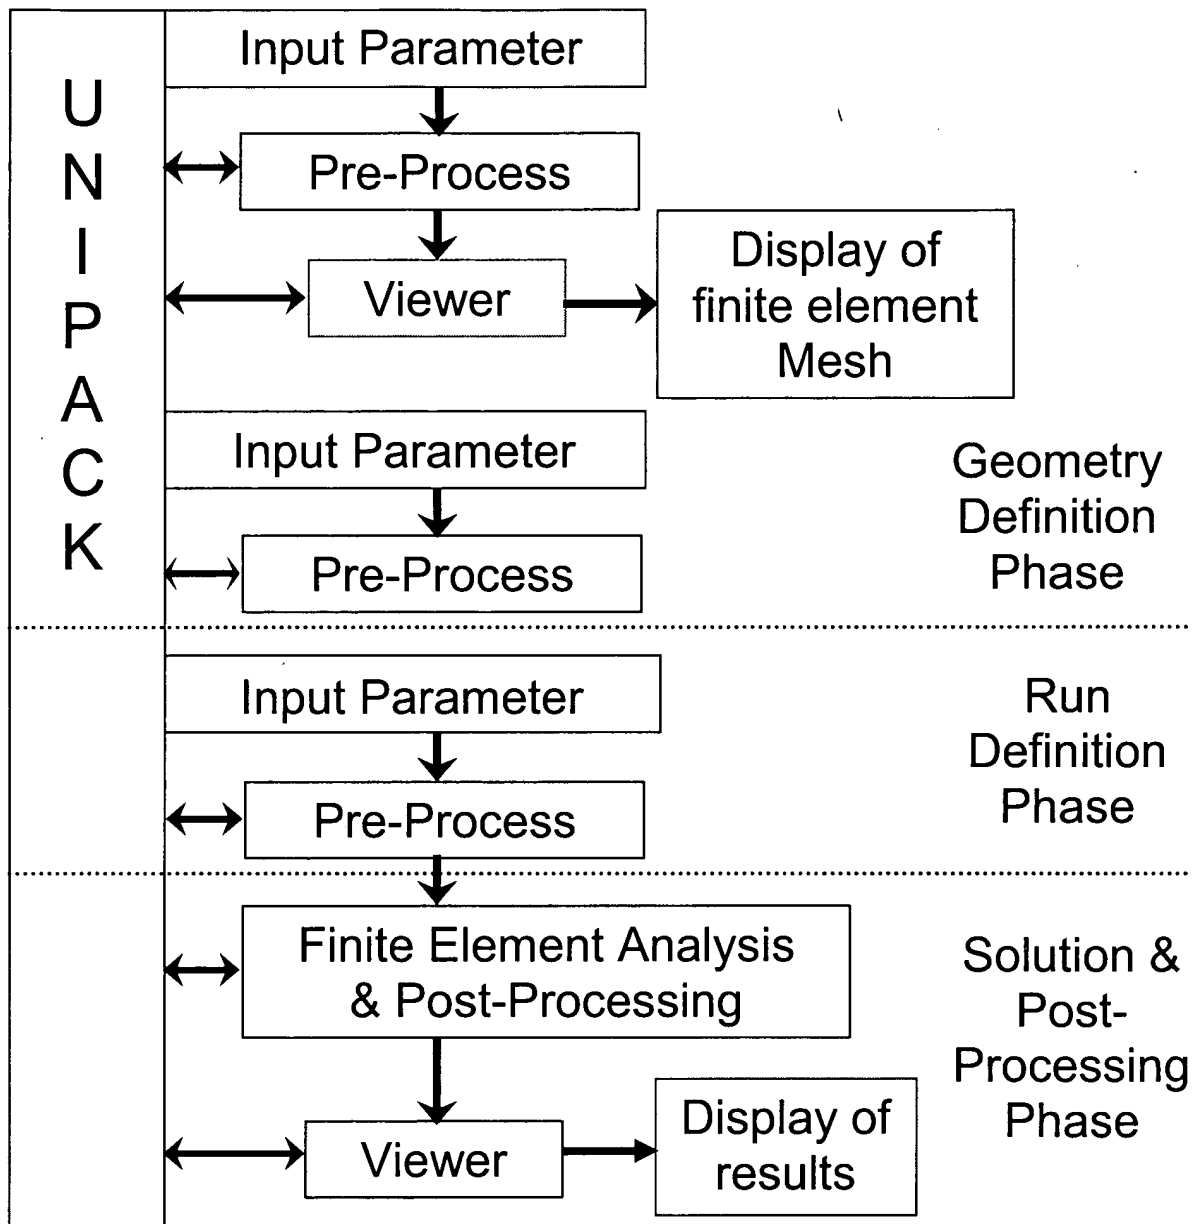 UNIPACK
Input Parameter
Pre-Process
Viewer
Display of
finite element
Mesh
Input Parameter
Pre-Process
Geometry
Definition
Phase
Input Parameter
Pre-Process
Run
Definition
Phase
Finite Element Analysis
& Post-Processing
Viewer
Display of
results
Solution &
Post-
Processing
Phase